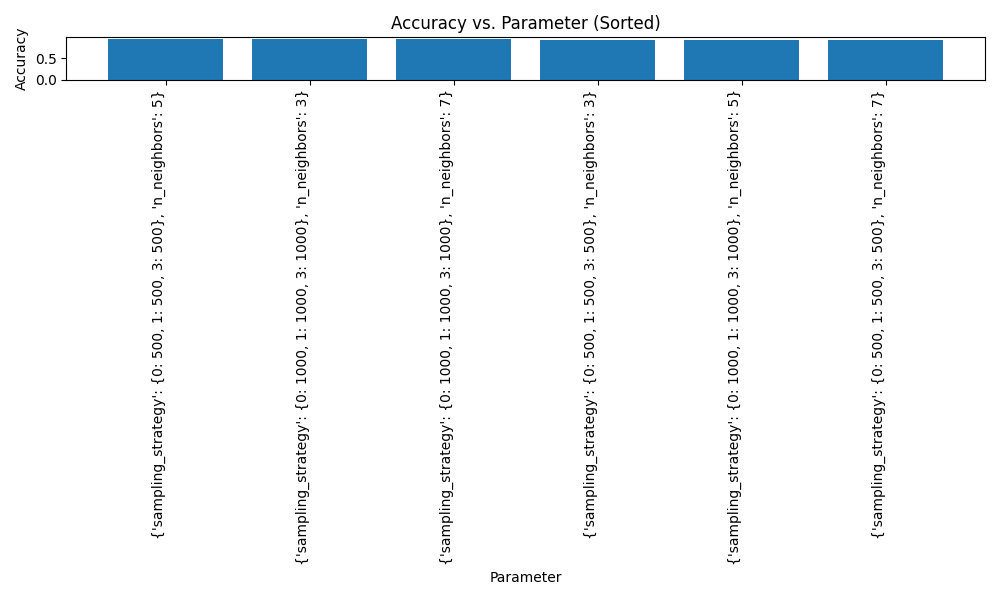 Accuracy vs. Parameter (Sorted)
Accuracy
0.5
0.0
{'sampling_strategy': {0: 500, 1: 500, 3: 500}, 'n_neighbors': 5}
{'sampling_strategy': {0: 1000, 1: 1000, 3: 1000}, 'n_neighbors': 3}
{'sampling_strategy': {0: 1000, 1: 1000, 3: 1000}, 'n_neighbors': 7}
{'sampling_strategy': {0: 500, 1: 500, 3: 500}, 'n_neighbors': 3}
{'sampling_strategy': {0: 1000, 1: 1000, 3: 1000}, 'n_neighbors': 5}
{'sampling_strategy': {0: 500, 1: 500, 3: 500}, 'n_neighbors': 7}
Parameter